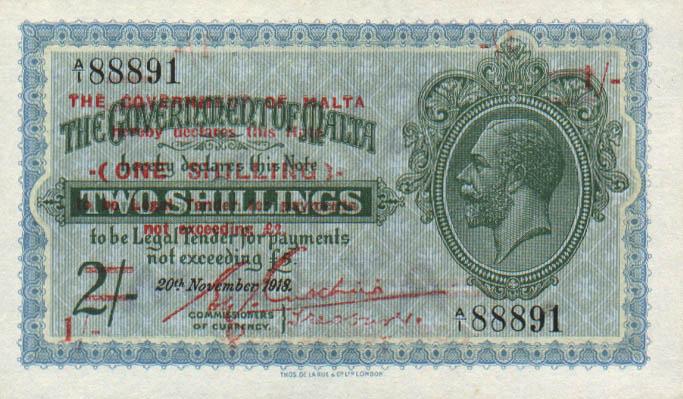 A/1 88891
1/-
THE GOVERNMENT OF MALTA
THE GOVERNMENT OF MALTA
hereby declares this Note
hereby declares this Note
-(ONE SHILLING)-
TWO SHILLINGS
to be Legal Tender for payments
not exceeding £2.
to be Legal Tender for payments
not exceeding £
2/-
20th November 1918.
A/1 88891
COMMISSIONERS
OF CURRENCY.
1/-
THOS. DE LA RUE & CO LTD LONDON.